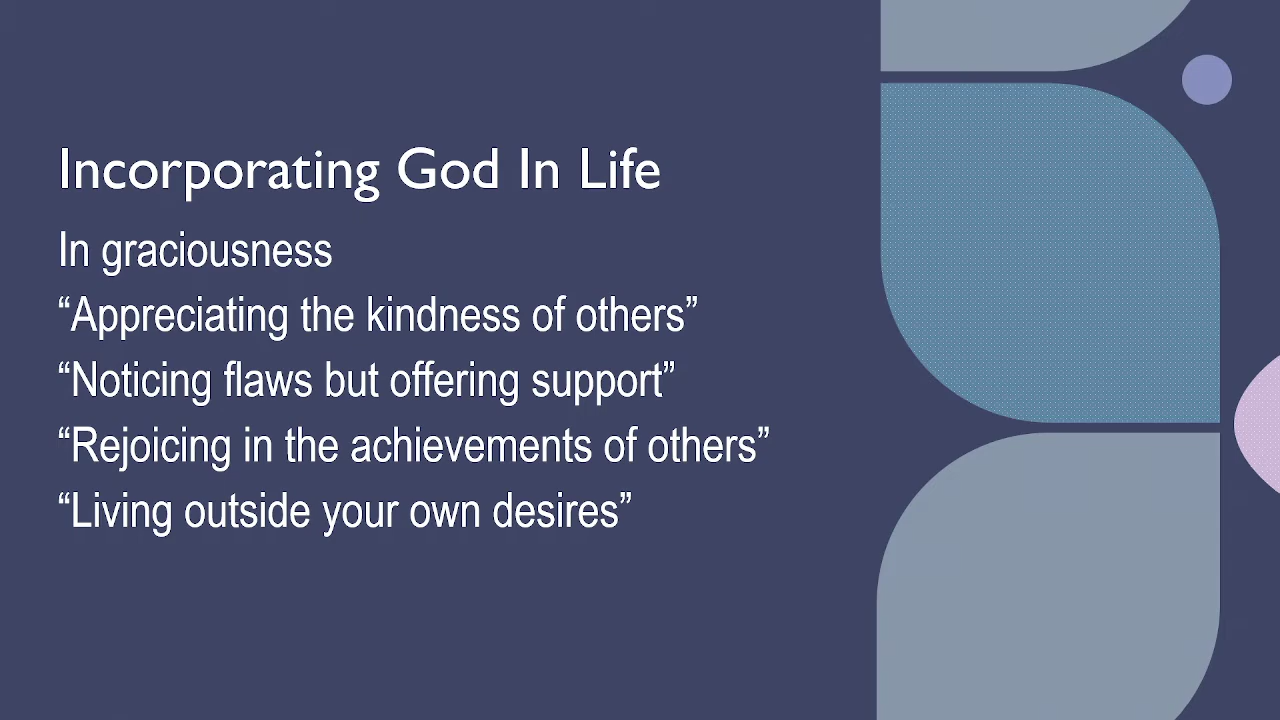 Incorporating God In Life
In graciousness
“Appreciating the kindness of others”
“Noticing flaws but offering support”
“Rejoicing in the achievements of others”
“Living outside your own desires”